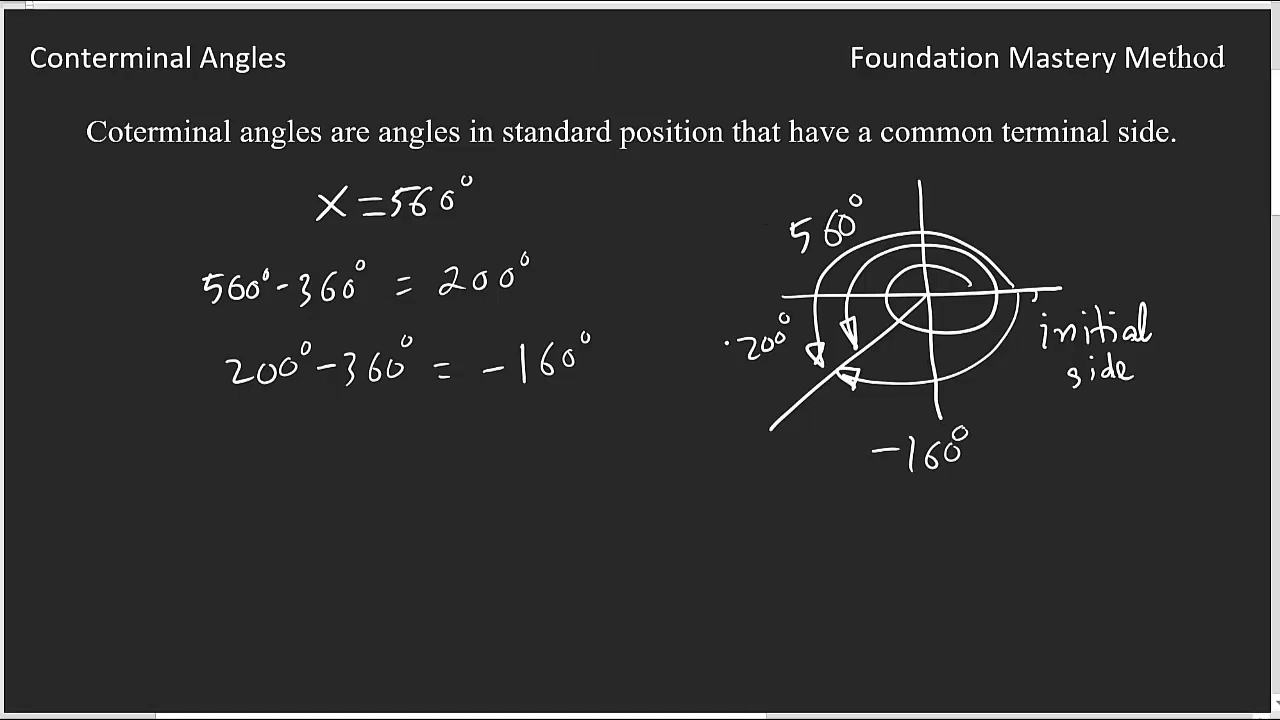 Conterminal Angles
Foundation Mastery Method
Coterminal angles are angles in standard position that have a common terminal side.
X = 560°
560° - 360° = 200°
200° - 360° = -160°
560°
200°
initial
side
-160°